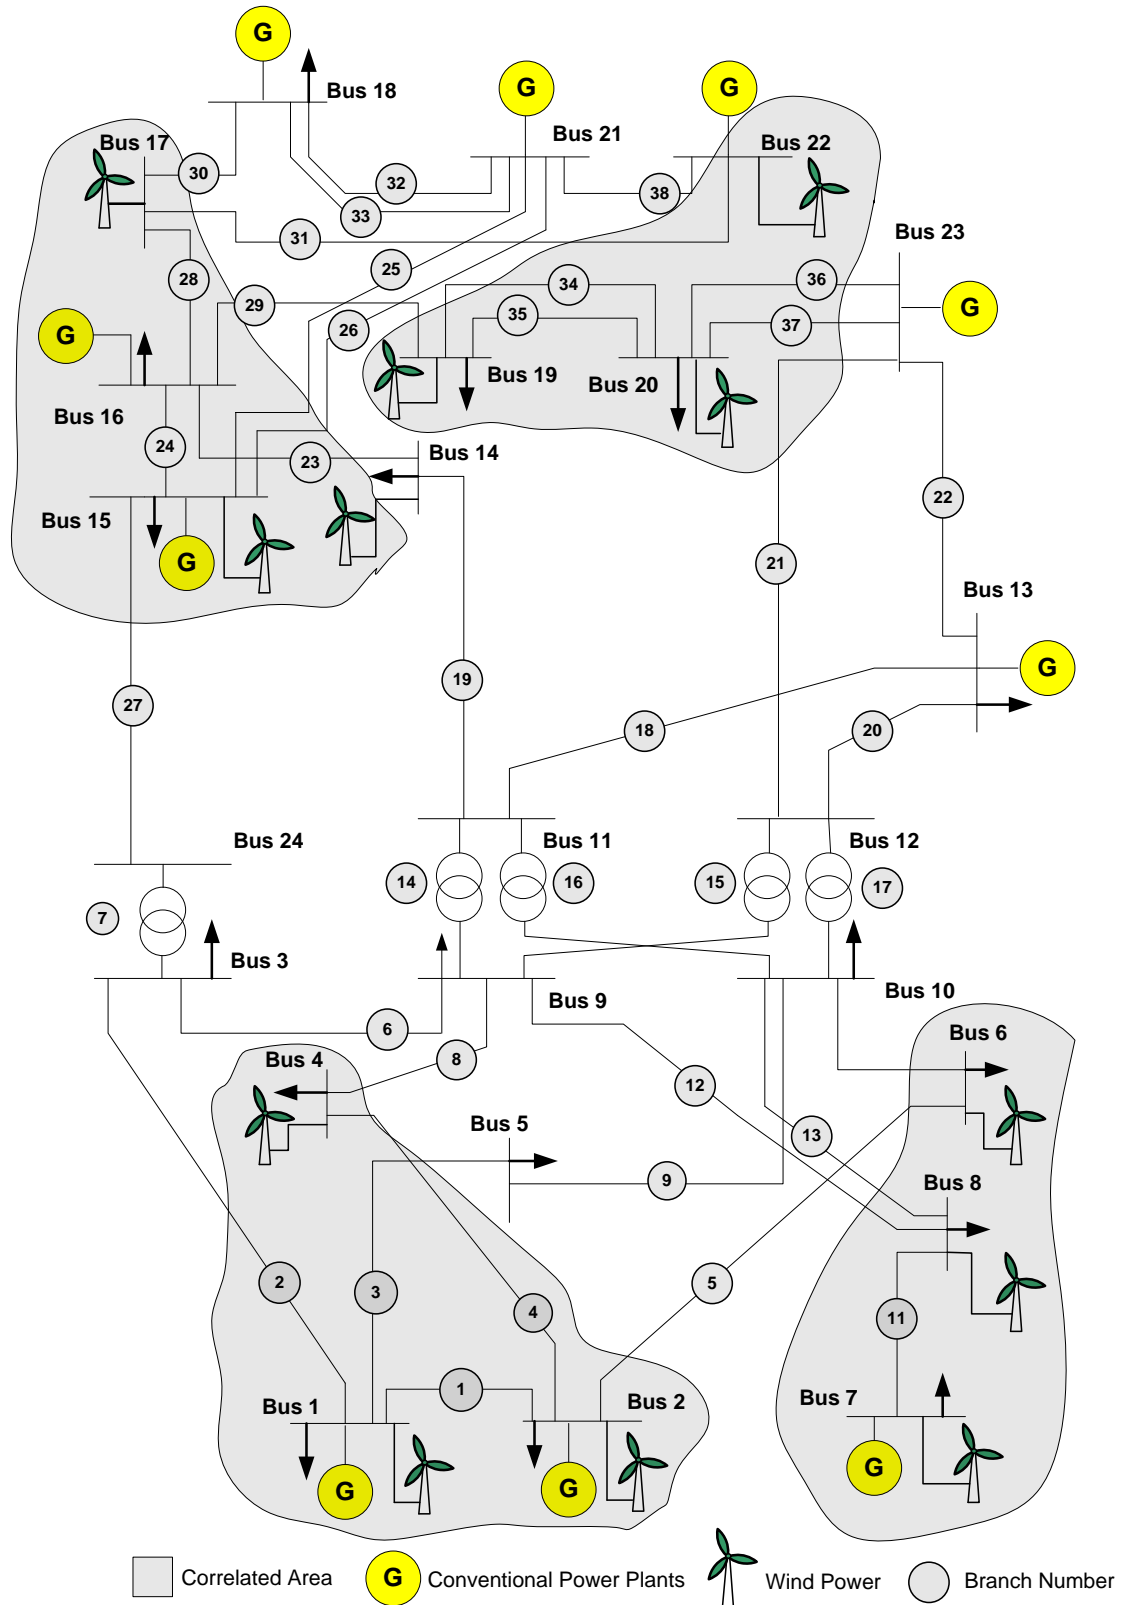 G
Bus 18
G
G
Bus 21
Bus 17
Bus 22
30
32
38
33
31
Bus 23
25
28
34
36
29
35
G
37
26
G
Bus 19
Bus 20
Bus 16
24
23
Bus 14
22
Bus 15
G
21
Bus 13
G
19
27
18
20
Bus 24
Bus 11
Bus 12
14
16
15
17
7
Bus 3
Bus 9
Bus 10
6
8
Bus 4
Bus 6
12
Bus 5
13
9
Bus 8
2
3
4
5
11
1
Bus 1
Bus 2
Bus 7
G
G
G
Correlated Area
G
Conventional Power Plants
Wind Power
Branch Number